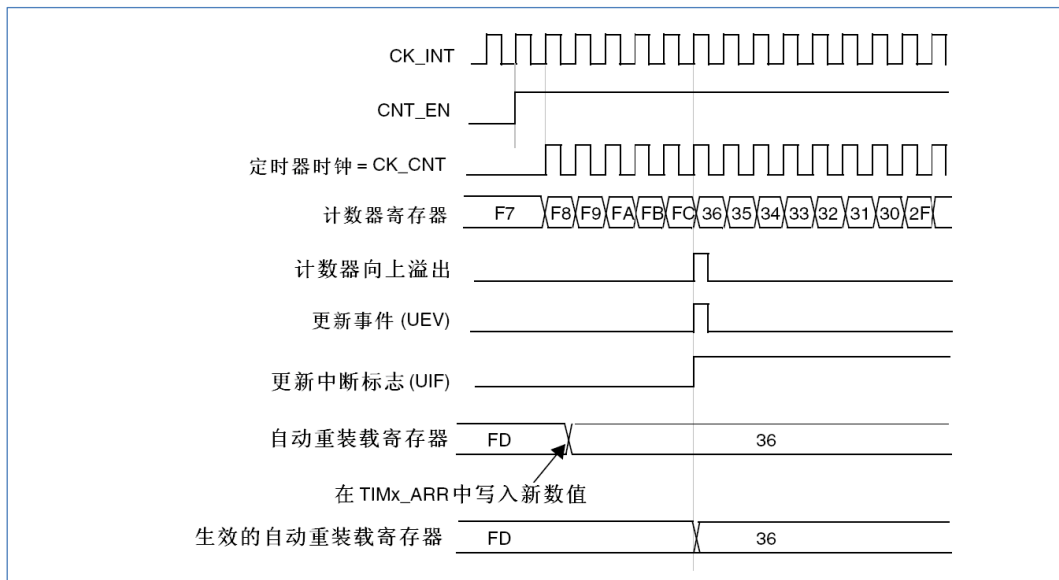 CK_INT
CNT_EN
定时器时钟 = CK_CNT
计数器寄存器 F7 F8 F9 FA FB FC 36 35 34 33 32 31 30 2F
计数器向上溢出
更新事件 (UEV)
更新中断标志 (UIF)
自动重装载寄存器 FD 36
在 TIMx_ARR 中写入新数值
生效的自动重装载寄存器 FD 36